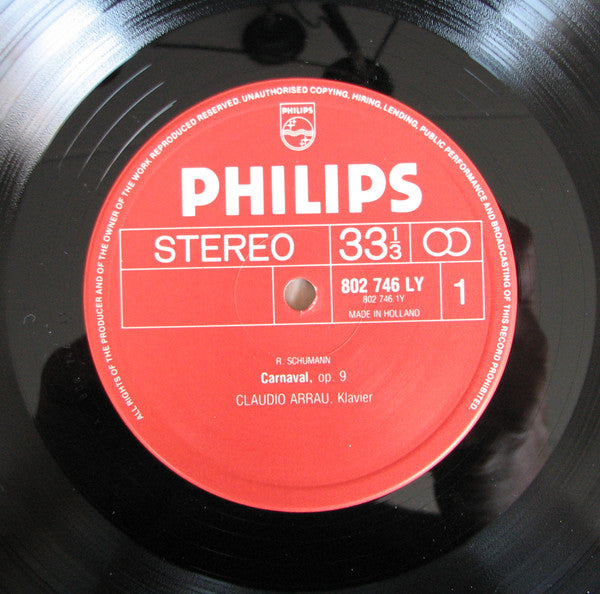 ALL RIGHTS OF THE PRODUCER AND OF THE OWNER OF THE WORK REPRODUCED RESERVED. UNAUTHORISED COPYING, HIRING, LENDING, PUBLIC PERFORMANCE AND BROADCASTING OF THIS RECORD PROHIBITED.
PHILIPS
PHILIPS
STEREO 33 1/3
802 746 LY 1
802 746.1Y
MADE IN HOLLAND
R. SCHUMANN
Carnaval, op. 9
CLAUDIO ARRAU, Klavier